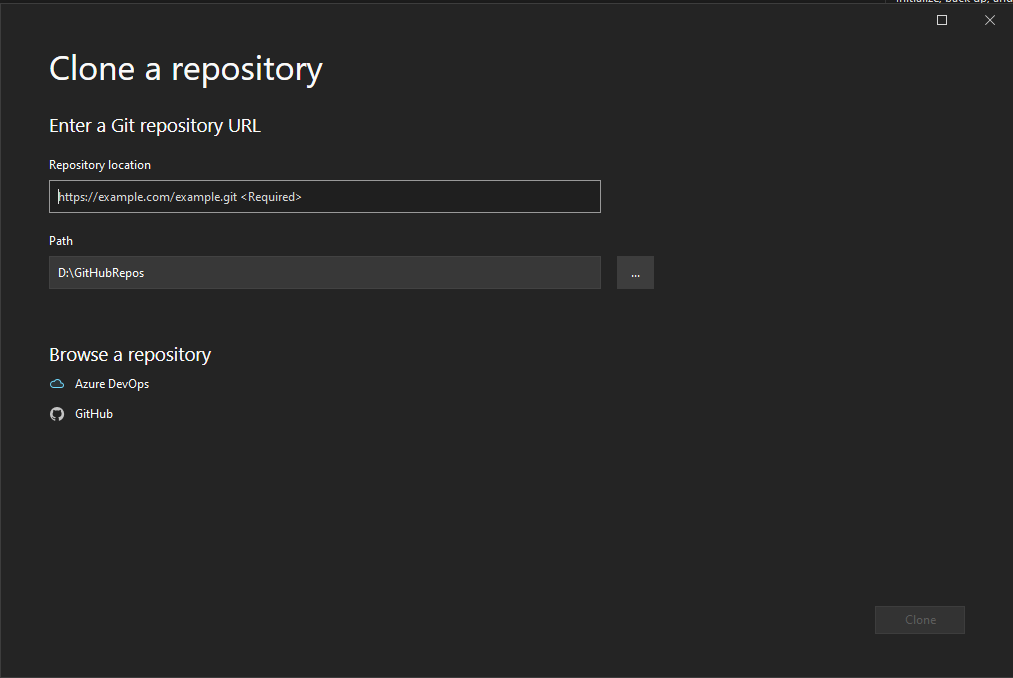 Initialize, back up, and
Clone a repository
Enter a Git repository URL
Repository location
https://example.com/example.git <Required>
Path
D:\GitHubRepos
...
Browse a repository
Azure DevOps
GitHub
Clone